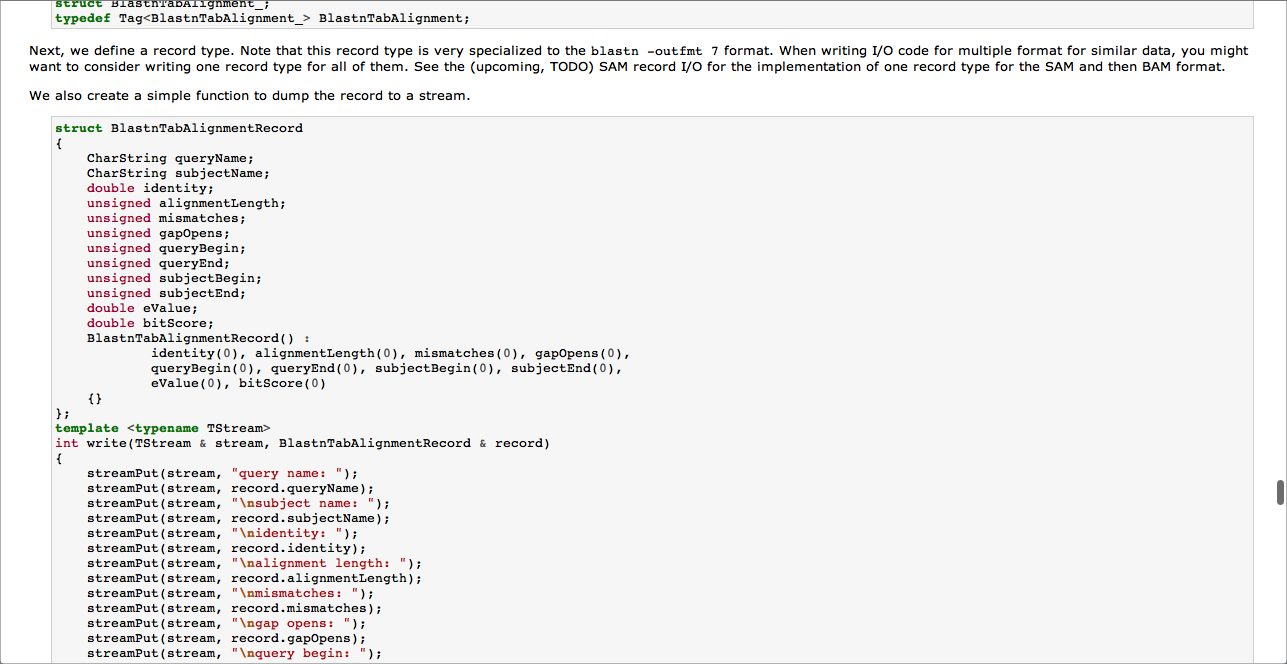 struct BlastnTabAlignment_;
typedef Tag<BlastnTabAlignment_> BlastnTabAlignment;
Next, we define a record type. Note that this record type is very specialized to the blastn -outfmt 7 format. When writing I/O code for multiple format for similar data, you might
want to consider writing one record type for all of them. See the (upcoming, TODO) SAM record I/O for the implementation of one record type for the SAM and then BAM format.
We also create a simple function to dump the record to a stream.
struct BlastnTabAlignmentRecord
{
    CharString queryName;
    CharString subjectName;
    double identity;
    unsigned alignmentLength;
    unsigned mismatches;
    unsigned gapOpens;
    unsigned queryBegin;
    unsigned queryEnd;
    unsigned subjectBegin;
    unsigned subjectEnd;
    double eValue;
    double bitScore;
    BlastnTabAlignmentRecord() :
            identity(0), alignmentLength(0), mismatches(0), gapOpens(0),
            queryBegin(0), queryEnd(0), subjectBegin(0), subjectEnd(0),
            eValue(0), bitScore(0)
    {}
};
template <typename TStream>
int write(TStream & stream, BlastnTabAlignmentRecord & record)
{
    streamPut(stream, "query name: ");
    streamPut(stream, record.queryName);
    streamPut(stream, "\nsubject name: ");
    streamPut(stream, record.subjectName);
    streamPut(stream, "\nidentity: ");
    streamPut(stream, record.identity);
    streamPut(stream, "\nalignment length: ");
    streamPut(stream, record.alignmentLength);
    streamPut(stream, "\nmismatches: ");
    streamPut(stream, record.mismatches);
    streamPut(stream, "\ngap opens: ");
    streamPut(stream, record.gapOpens);
    streamPut(stream, "\nquery begin: ");